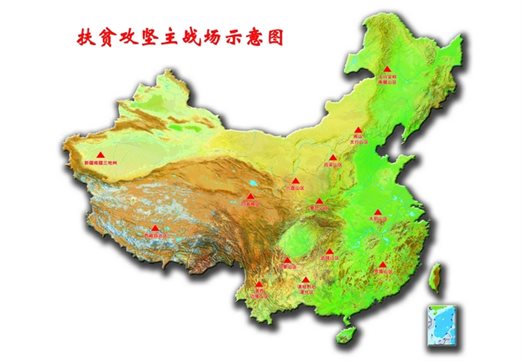 扶贫攻坚主战场示意图
大兴安岭
南麓山区
燕山
太行山区
吕梁山区
新疆南疆三地州
六盘山区
四省藏区
秦巴山区
大别山区
西藏自治区
武陵山区
乌蒙山区
罗霄山区
滇西
边境山区
滇桂黔
石漠化区